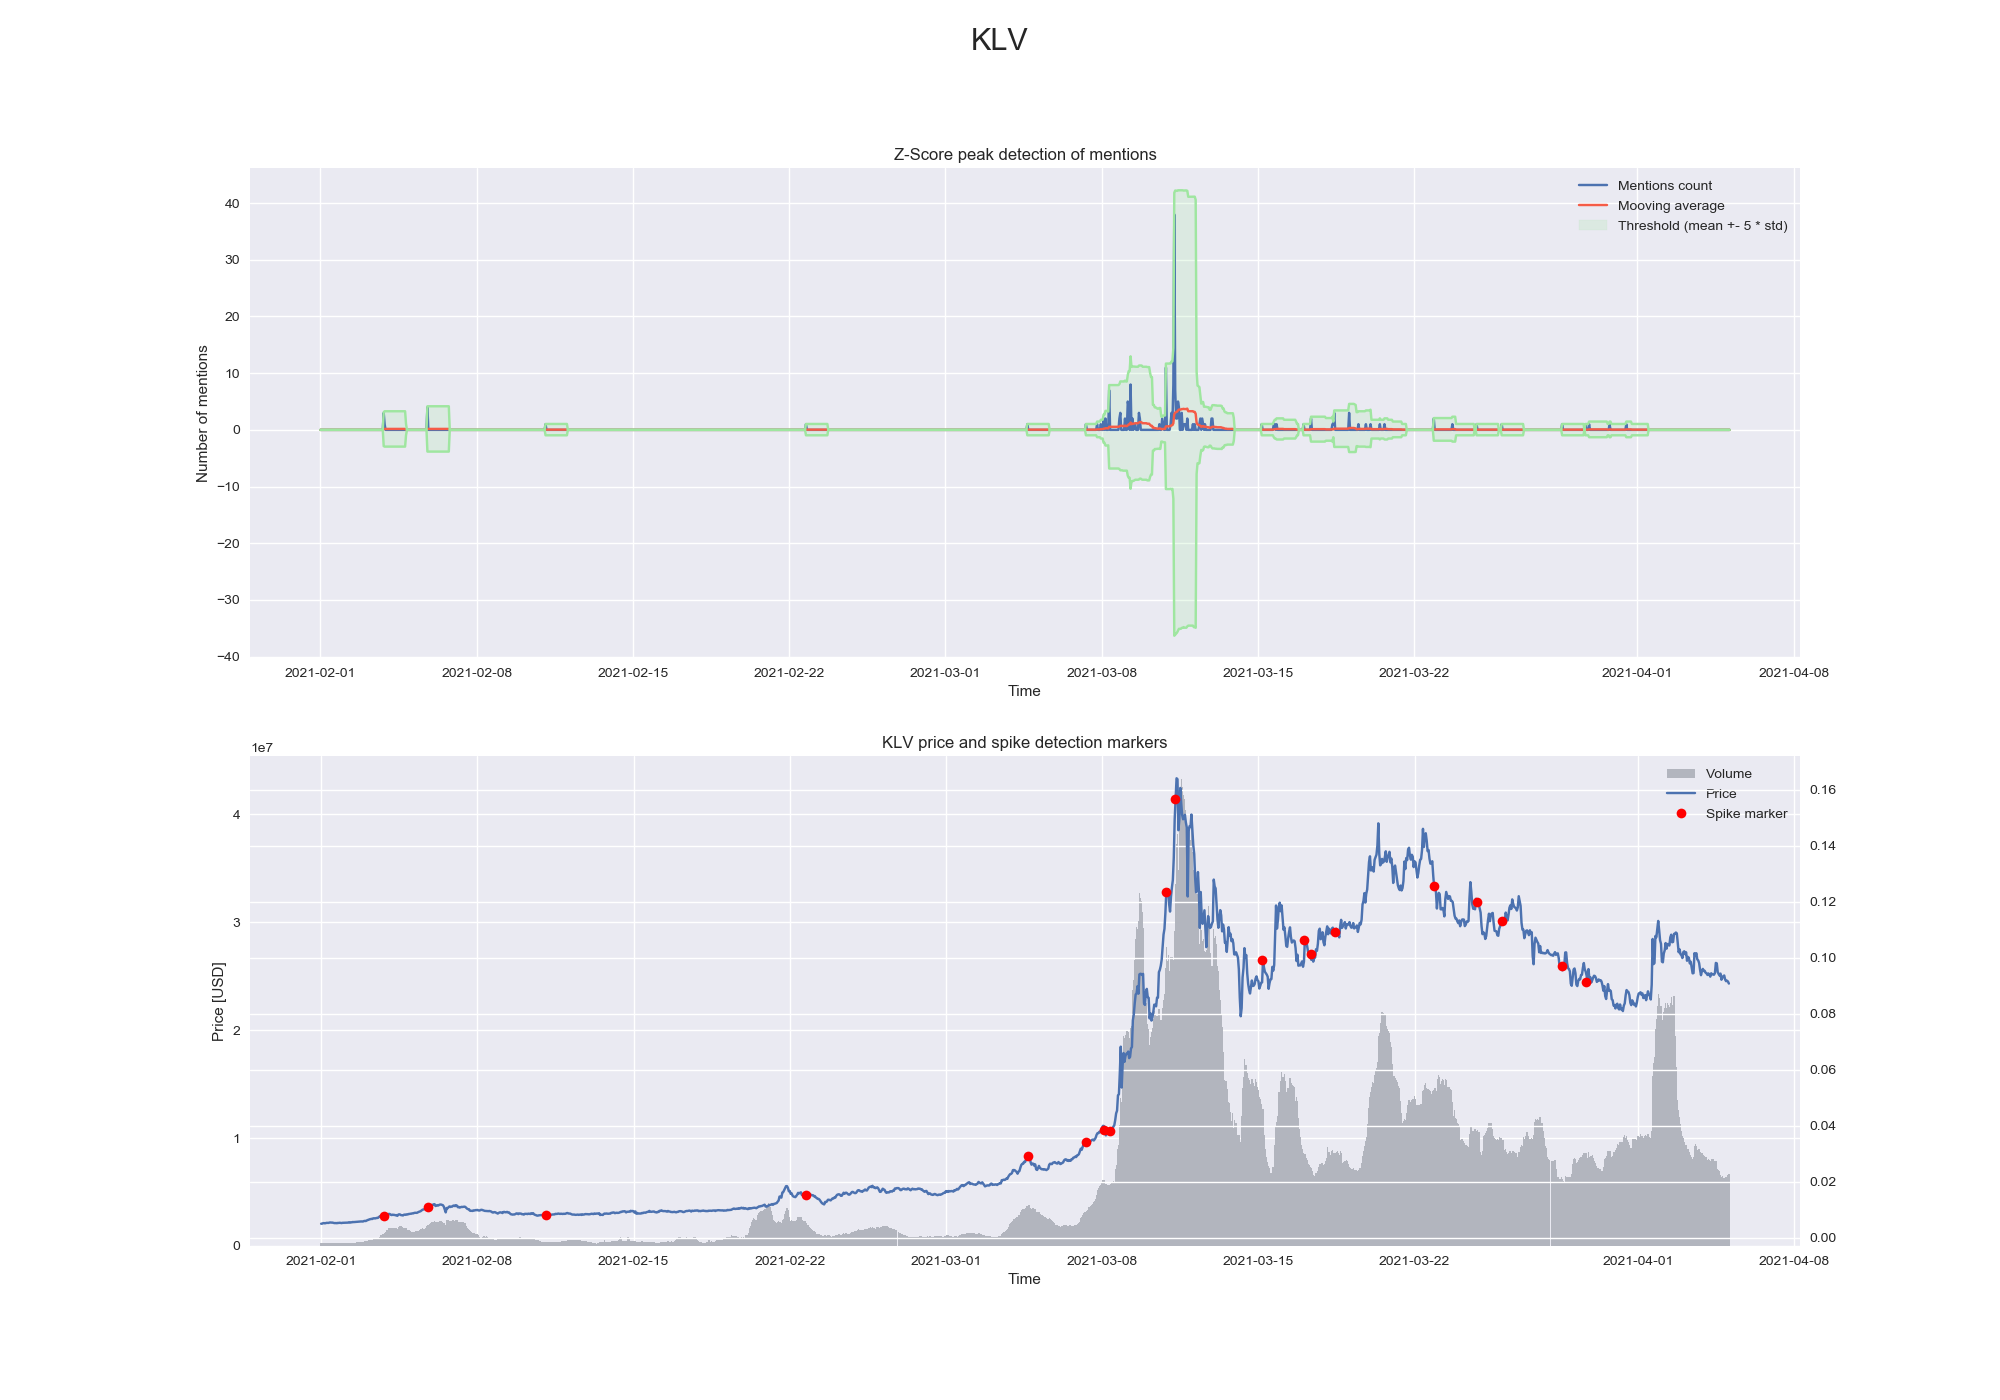 KLV
Z-Score peak detection of mentions
Mentions count
Mooving average
Threshold (mean +- 5 * std)
Number of mentions
40
30
20
10
0
−10
−20
−30
−40
2021-02-01 2021-02-08 2021-02-15 2021-02-22 2021-03-01 2021-03-08 2021-03-15 2021-03-22 2021-04-01 2021-04-08
Time
KLV price and spike detection markers
1e7
Volume
Price
Spike marker
Price [USD]
4
3
2
1
0
0.16
0.14
0.12
0.10
0.08
0.06
0.04
0.02
0.00
2021-02-01 2021-02-08 2021-02-15 2021-02-22 2021-03-01 2021-03-08 2021-03-15 2021-03-22 2021-04-01 2021-04-08
Time